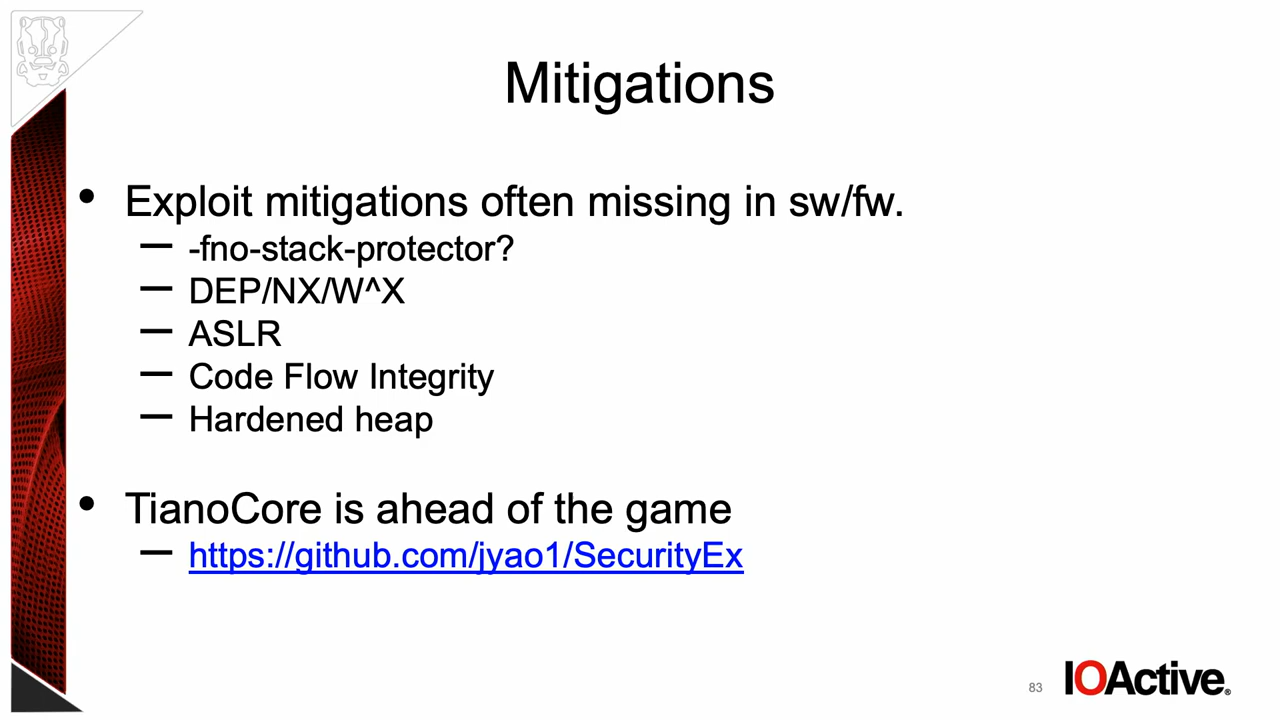 Mitigations
• Exploit mitigations often missing in sw/fw.
— -fno-stack-protector?
— DEP/NX/W^X
— ASLR
— Code Flow Integrity
— Hardened heap
• TianoCore is ahead of the game
— https://github.com/jyao1/SecurityEx
83
IOActive®